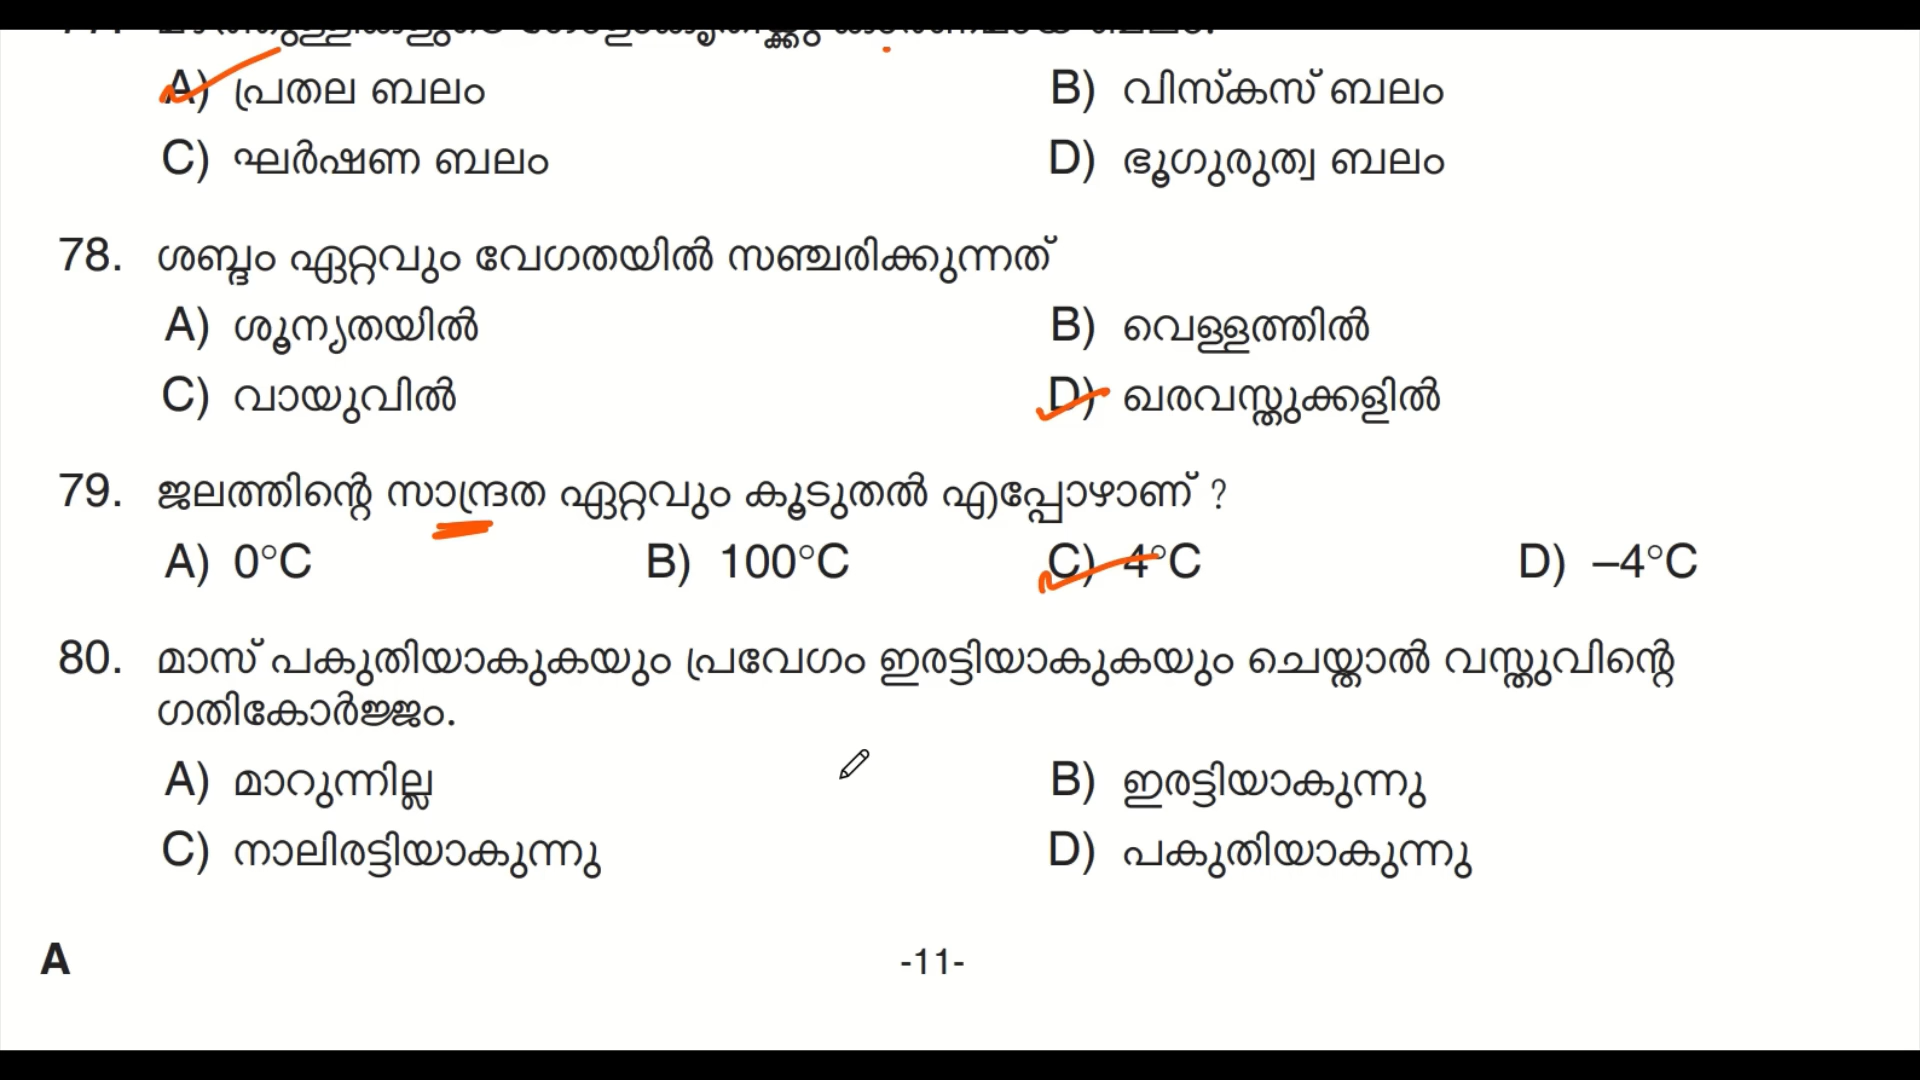 A) പ്രതല ബലം B) വിസ്കസ് ബലം
C) ഘർഷണ ബലം D) ഭൂഗുരുത്വ ബലം
78. ശബ്ദം ഏറ്റവും വേഗതയിൽ സഞ്ചരിക്കുന്നത്
A) ശൂന്യതയിൽ B) വെള്ളത്തിൽ
C) വായുവിൽ D) ഖരവസ്തുക്കളിൽ
79. ജലത്തിന്റെ സാന്ദ്രത ഏറ്റവും കൂടുതൽ എപ്പോഴാണ് ?
A) 0°C B) 100°C C) 4°C D) –4°C
80. മാസ് പകുതിയാകുകയും പ്രവേഗം ഇരട്ടിയാകുകയും ചെയ്താൽ വസ്തുവിന്റെ
ഗതികോർജ്ജം.
A) മാറുന്നില്ല B) ഇരട്ടിയാകുന്നു
C) നാലിരട്ടിയാകുന്നു D) പകുതിയാകുന്നു
A -11-